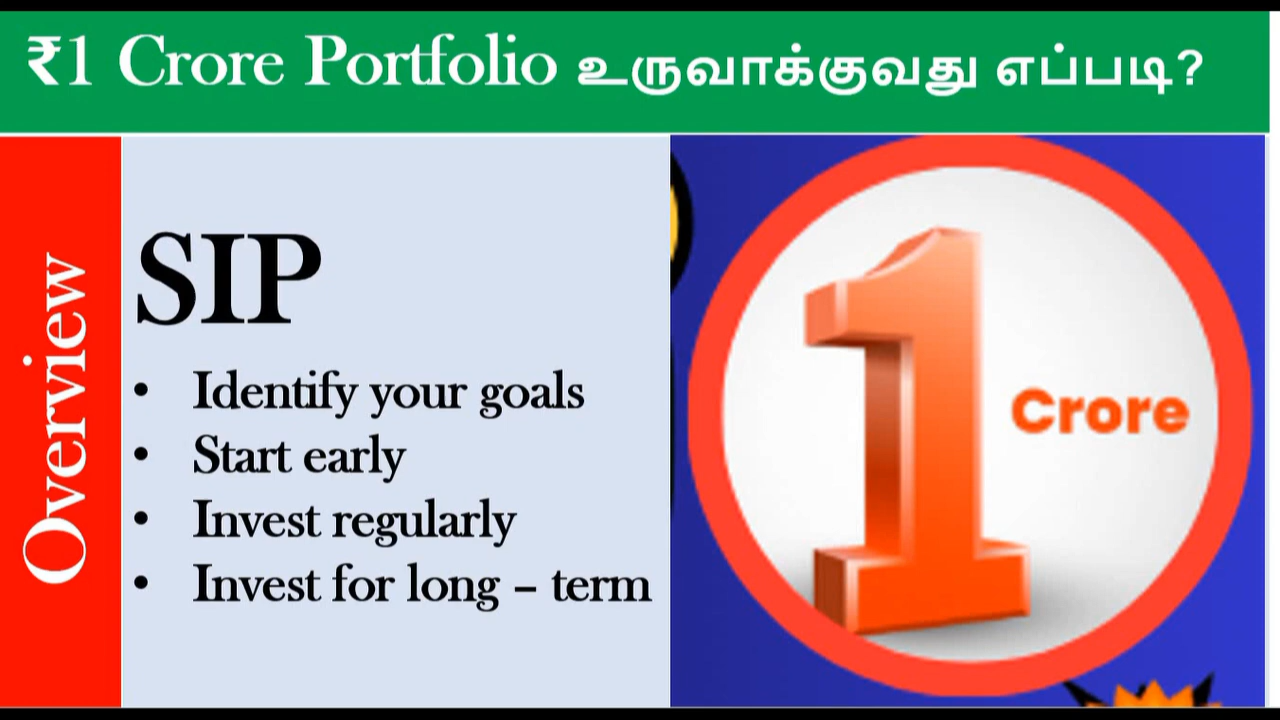 ₹1 Crore Portfolio உருவாக்குவது எப்படி?
Overview
SIP
• Identify your goals
• Start early
• Invest regularly
• Invest for long – term
1
Crore